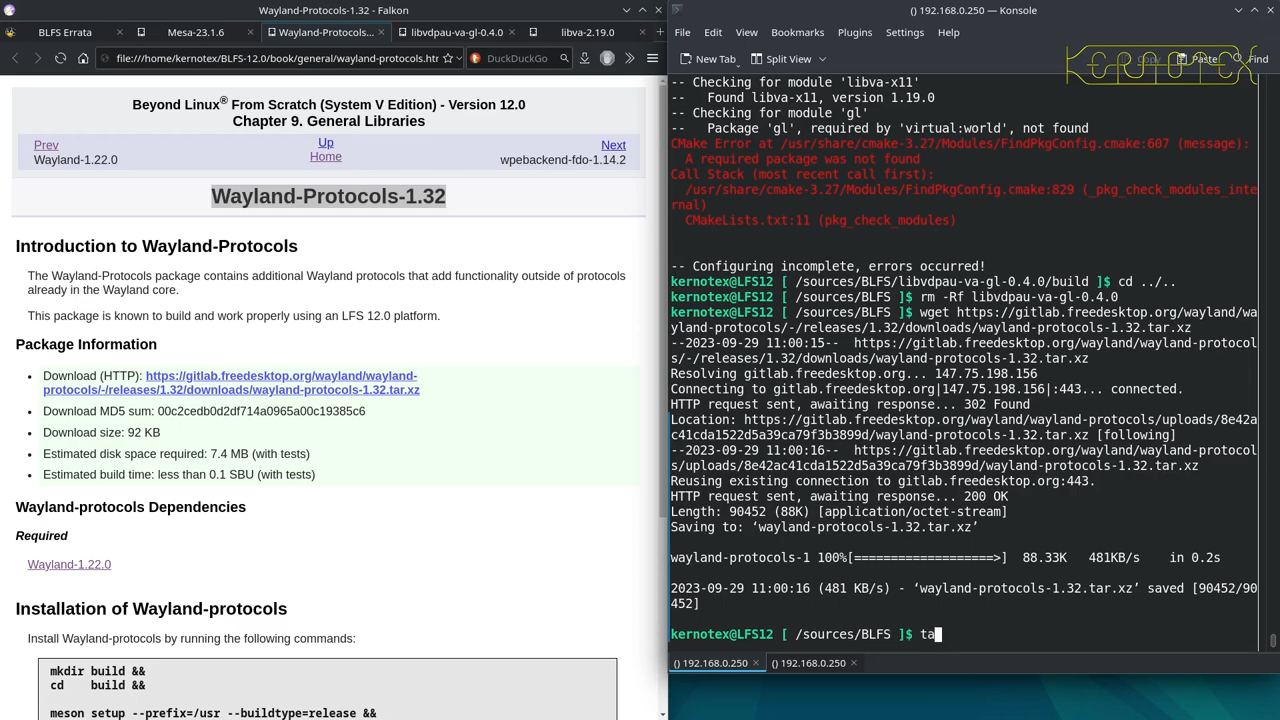 Wayland-Protocols-1.32 - Falkon
BLFS Errata
Mesa-23.1.6
Wayland-Protocols...
libvdpau-va-gl-0.4.0
libva-2.19.0
file:///home/kernotex/BLFS-12.0/book/general/wayland-protocols.htm
DuckDuckGo
Beyond Linux® From Scratch (System V Edition) - Version 12.0
Chapter 9. General Libraries
Prev
Up
Next
Wayland-1.22.0
Home
wpebackend-fdo-1.14.2
Wayland-Protocols-1.32
Introduction to Wayland-Protocols
The Wayland-Protocols package contains additional Wayland protocols that add functionality outside of protocols
already in the Wayland core.
This package is known to build and work properly using an LFS 12.0 platform.
Package Information
• Download (HTTP): https://gitlab.freedesktop.org/wayland/wayland-
protocols/-/releases/1.32/downloads/wayland-protocols-1.32.tar.xz
• Download MD5 sum: 00c2cedb0d2df714a0965a00c19385c6
• Download size: 92 KB
• Estimated disk space required: 7.4 MB (with tests)
• Estimated build time: less than 0.1 SBU (with tests)
Wayland-protocols Dependencies
Required
Wayland-1.22.0
Installation of Wayland-protocols
Install Wayland-protocols by running the following commands:
mkdir build &&
cd    build &&
meson setup --prefix=/usr --buildtype=release &&
() 192.168.0.250 — Konsole
File Edit View Bookmarks Plugins Settings Help
New Tab
Split View
Copy
Paste
Find
KERNOTEX
-- Checking for module 'libva-x11'
--   Found libva-x11, version 1.19.0
-- Checking for module 'gl'
--   Package 'gl', required by 'virtual:world', not found
CMake Error at /usr/share/cmake-3.27/Modules/FindPkgConfig.cmake:607 (message):
  A required package was not found
Call Stack (most recent call first):
  /usr/share/cmake-3.27/Modules/FindPkgConfig.cmake:829 (_pkg_check_modules_inte
rnal)
  CMakeLists.txt:11 (pkg_check_modules)
-- Configuring incomplete, errors occurred!
kernotex@LFS12 [ /sources/BLFS/libvdpau-va-gl-0.4.0/build ]$ cd ../..
kernotex@LFS12 [ /sources/BLFS ]$ rm -Rf libvdpau-va-gl-0.4.0
kernotex@LFS12 [ /sources/BLFS ]$ wget https://gitlab.freedesktop.org/wayland/wa
yland-protocols/-/releases/1.32/downloads/wayland-protocols-1.32.tar.xz
--2023-09-29 11:00:15--  https://gitlab.freedesktop.org/wayland/wayland-protocol
s/-/releases/1.32/downloads/wayland-protocols-1.32.tar.xz
Resolving gitlab.freedesktop.org... 147.75.198.156
Connecting to gitlab.freedesktop.org|147.75.198.156|:443... connected.
HTTP request sent, awaiting response... 302 Found
Location: https://gitlab.freedesktop.org/wayland/wayland-protocols/uploads/8e42a
c41cda1522d5a39ca79f3b3899d/wayland-protocols-1.32.tar.xz [following]
--2023-09-29 11:00:16--  https://gitlab.freedesktop.org/wayland/wayland-protocol
s/uploads/8e42ac41cda1522d5a39ca79f3b3899d/wayland-protocols-1.32.tar.xz
Reusing existing connection to gitlab.freedesktop.org:443.
HTTP request sent, awaiting response... 200 OK
Length: 90452 (88K) [application/octet-stream]
Saving to: ‘wayland-protocols-1.32.tar.xz’
wayland-protocols-1 100%[===================>]  88.33K   481KB/s    in 0.2s
2023-09-29 11:00:16 (481 KB/s) - ‘wayland-protocols-1.32.tar.xz’ saved [90452/90
452]
kernotex@LFS12 [ /sources/BLFS ]$ ta
() 192.168.0.250
() 192.168.0.250